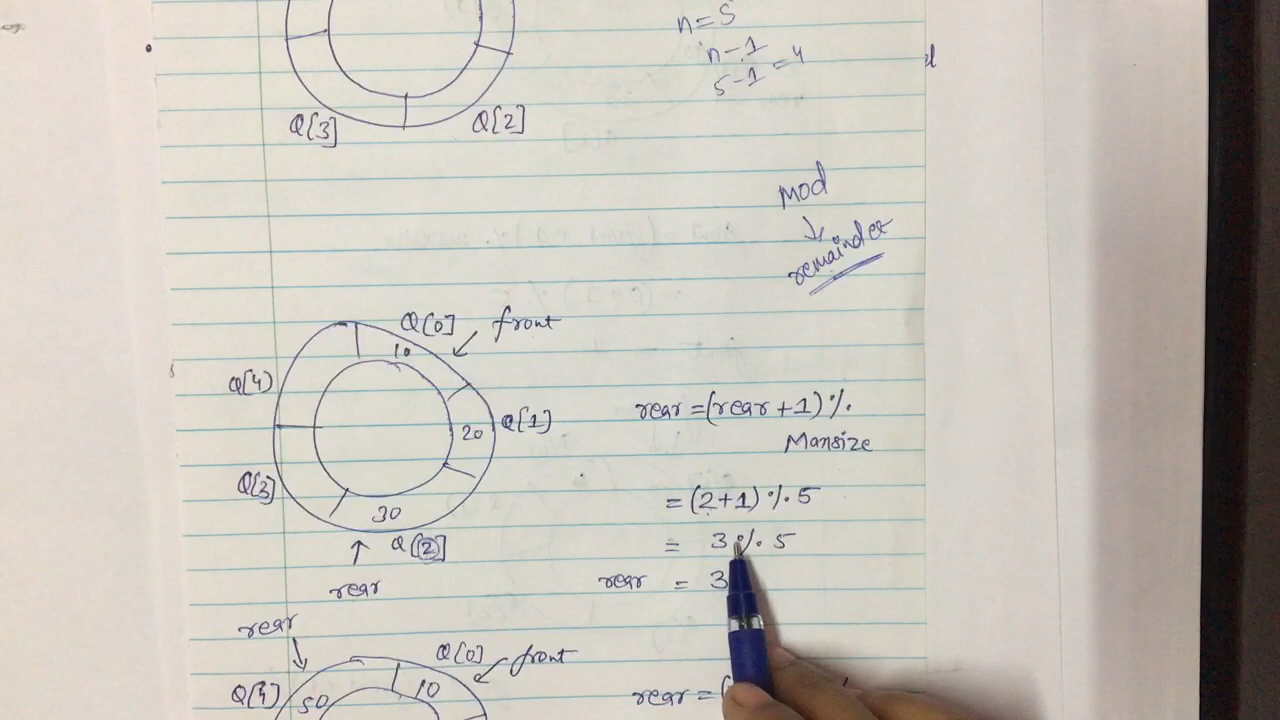 n=5
n-1
5-1 =4
Q[3]
Q[2]
mod
↓
remainder
Q[0]
front
10
Q[4]
20
Q[1]
rear =(rear +1) %
Maxsize
Q[3]
30
Q[2]
rear
= (2+1) % 5
= 3 % 5
rear = 3
rear
Q[0]
front
Q[4]
50
10
rear = (